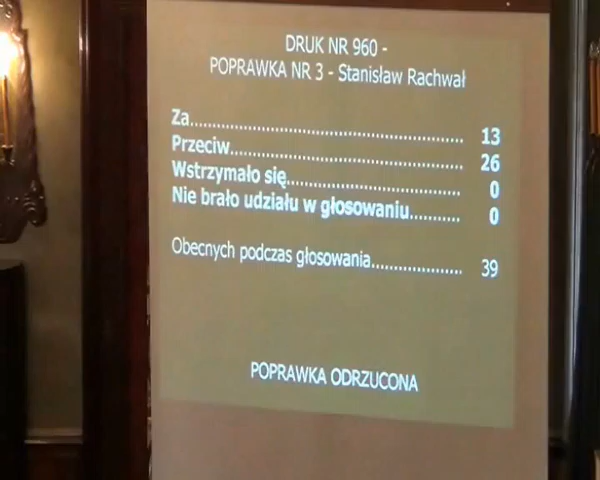 DRUK NR 960 -
POPRAWKA NR 3 - Stanisław Rachwał
Za........................................................ 13
Przeciw................................................ 26
Wstrzymało się.................................... 0
Nie brało udziału w głosowaniu.......... 0
Obecnych podczas głosowania................... 39
POPRAWKA ODRZUCONA